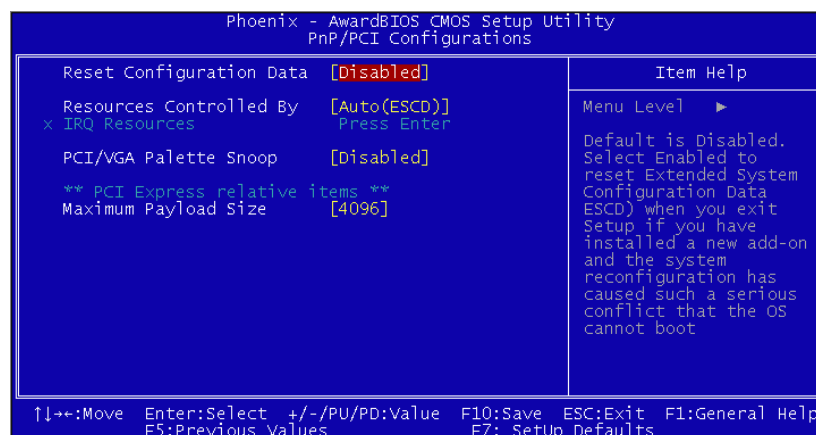 Phoenix - AwardBIOS CMOS Setup Utility
PnP/PCI Configurations
Reset Configuration Data [Disabled]
Resources Controlled By [Auto(ESCD)]
x IRQ Resources Press Enter
PCI/VGA Palette Snoop [Disabled]
** PCI Express relative items **
Maximum Payload Size [4096]
Item Help
Menu Level ►
Default is Disabled.
Select Enabled to
reset Extended System
Configuration Data
ESCD) when you exit
Setup if you have
installed a new add-on
and the system
reconfiguration has
caused such a serious
conflict that the OS
cannot boot
↑↓→←:Move Enter:Select +/-/PU/PD:Value F10:Save ESC:Exit F1:General Help
F5:Previous Values F7: SetUp Defaults